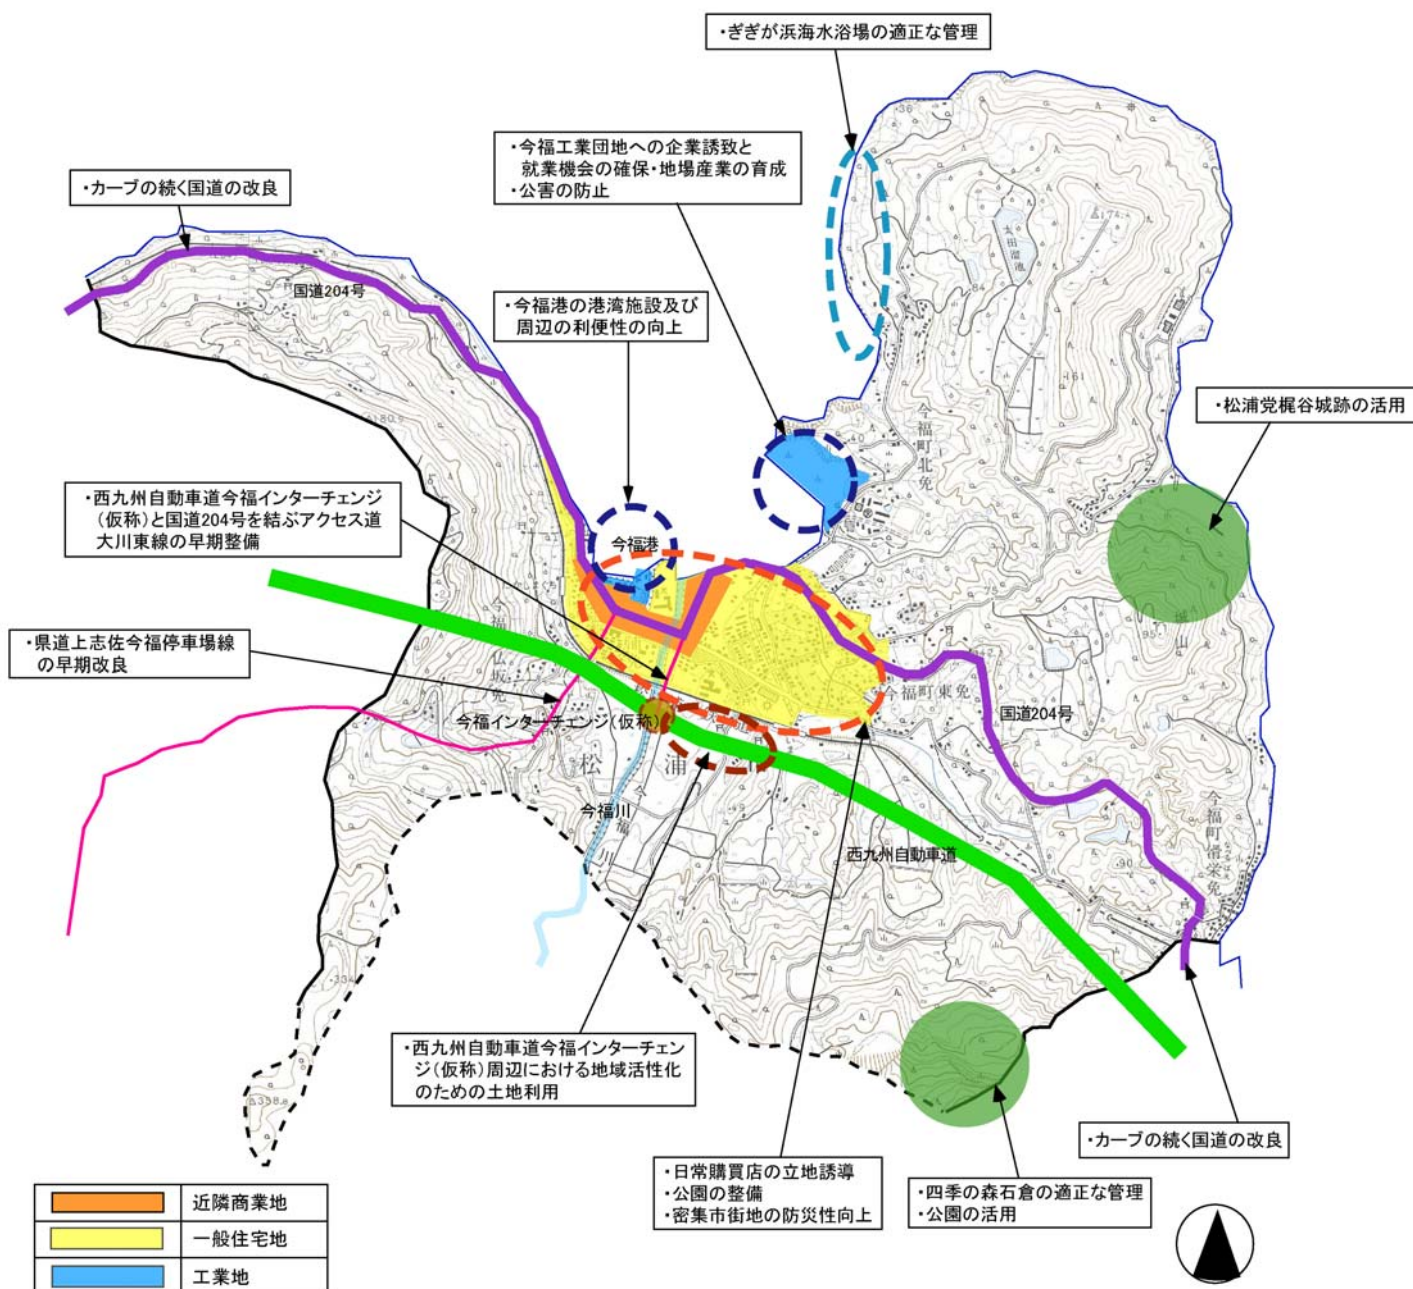 ・ぎぎが浜海水浴場の適正な管理
・今福工業団地への企業誘致と
就業機会の確保・地場産業の育成
・公害の防止
・カーブの続く国道の改良
国道204号
・今福港の港湾施設及び
周辺の利便性の向上
・松浦党梶谷城跡の活用
・西九州自動車道今福インターチェンジ
(仮称)と国道204号を結ぶアクセス道
大川東線の早期整備
今福港
・県道上志佐今福停車場線
の早期改良
今福インターチェンジ(仮称)
今福町北免
今福町東免
国道204号
城山
松浦
今福川
今福川
西九州自動車道
今福町滑栄免
・西九州自動車道今福インターチェン
ジ(仮称)周辺における地域活性化
のための土地利用
・日常購買店の立地誘導
・公園の整備
・密集市街地の防災性向上
・四季の森石倉の適正な管理
・公園の活用
・カーブの続く国道の改良
近隣商業地
一般住宅地
工業地